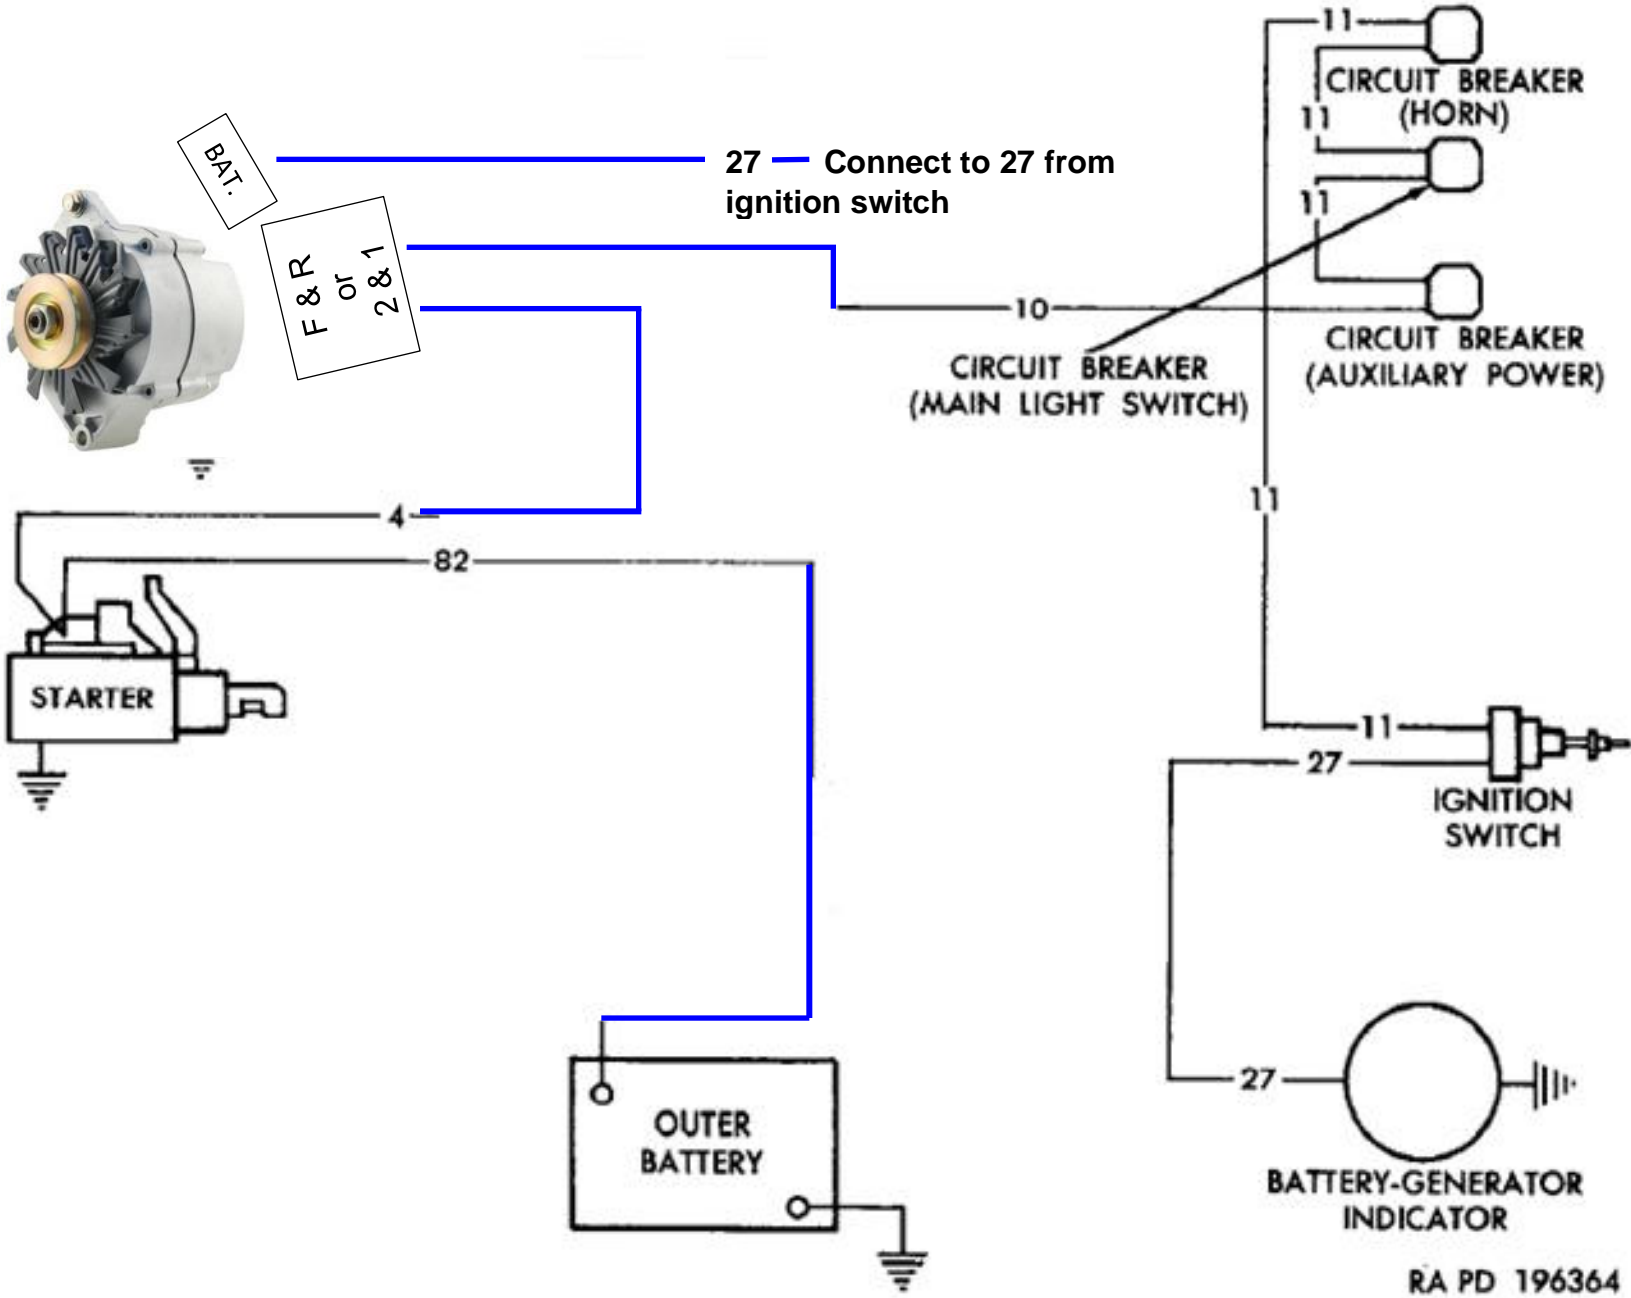 11
CIRCUIT BREAKER
(HORN)
11
BAT.
27
Connect to 27 from
ignition switch
11
F & R
or
2 & 1
10
CIRCUIT BREAKER
(MAIN LIGHT SWITCH)
CIRCUIT BREAKER
(AUXILIARY POWER)
11
4
82
STARTER
11
27
IGNITION
SWITCH
27
OUTER
BATTERY
BATTERY-GENERATOR
INDICATOR
RA PD 196364